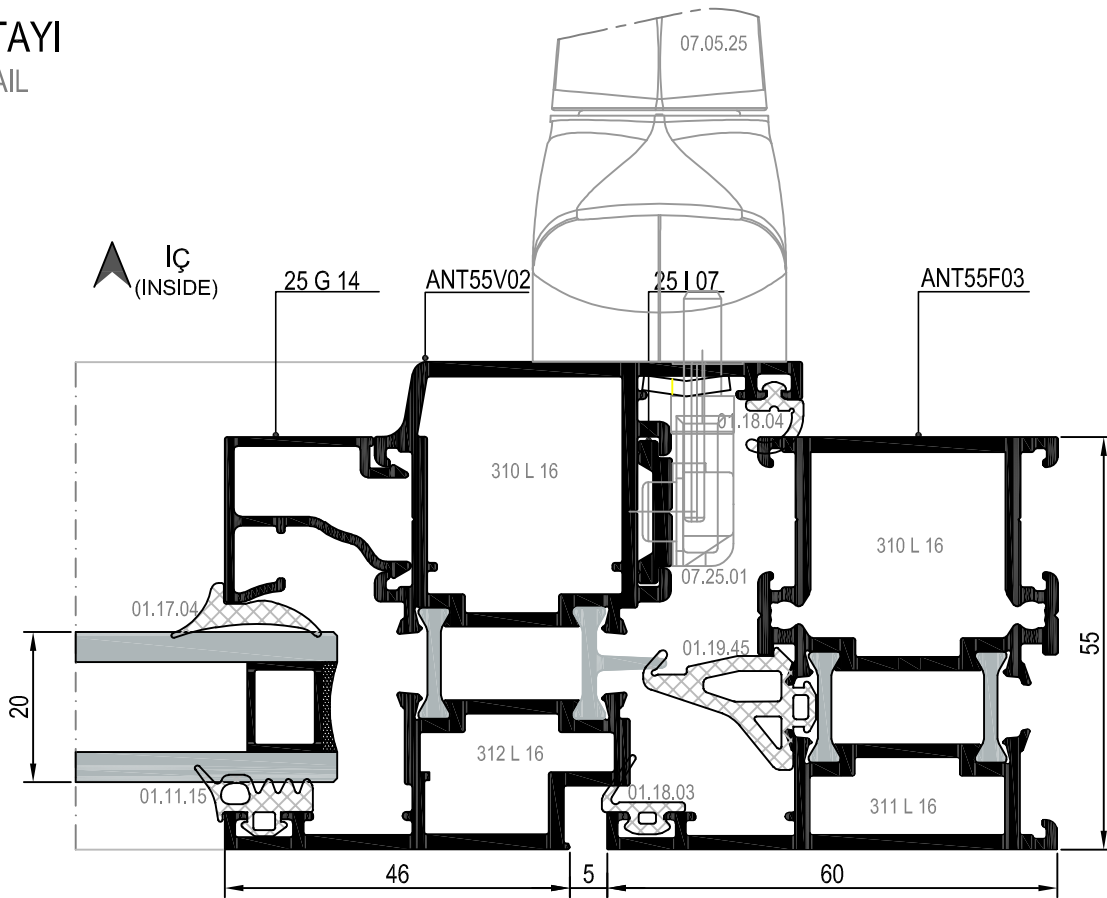 TAYI
AIL
07.05.25
İÇ
(INSIDE)
25 G 14
ANT55V02
25 I 07
ANT55F03
01.18.04
310 L 16
310 L 16
07.25.01
01.17.04
01.19.45
55
20
312 L 16
01.11.15
01.18.03
311 L 16
46
5
60